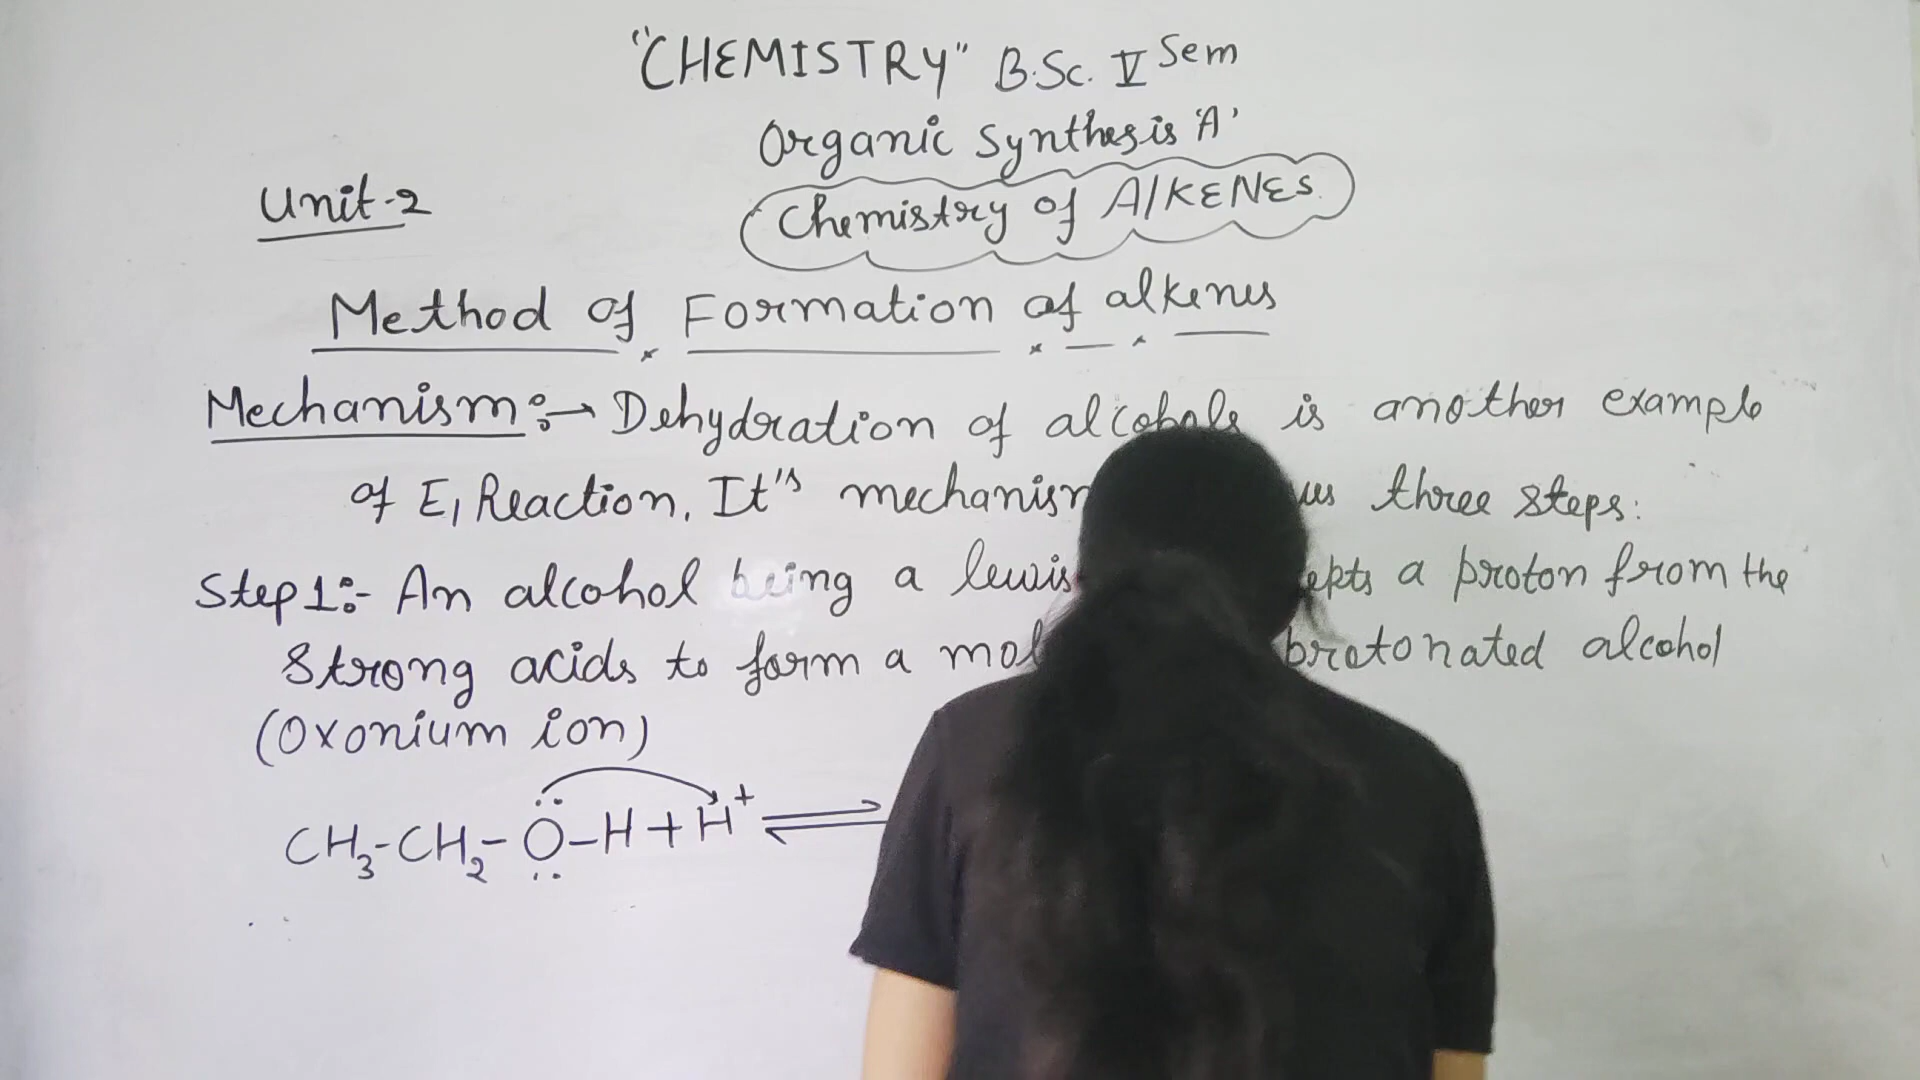 "CHEMISTRY" B.Sc. V Sem
Organic Synthesis 'A'
Unit-2
Chemistry of AlKENES.
Method of Formation of alkenes
Mechanism:→ Dehydration of alcohols is another example
of E1 Reaction. It's three steps:
Step 1:- An alcohol being a lewis a proton from the
Strong acids to form a protonated alcohol
(Oxonium ion)
CH3-CH2-Ö-H+H+ ⇌